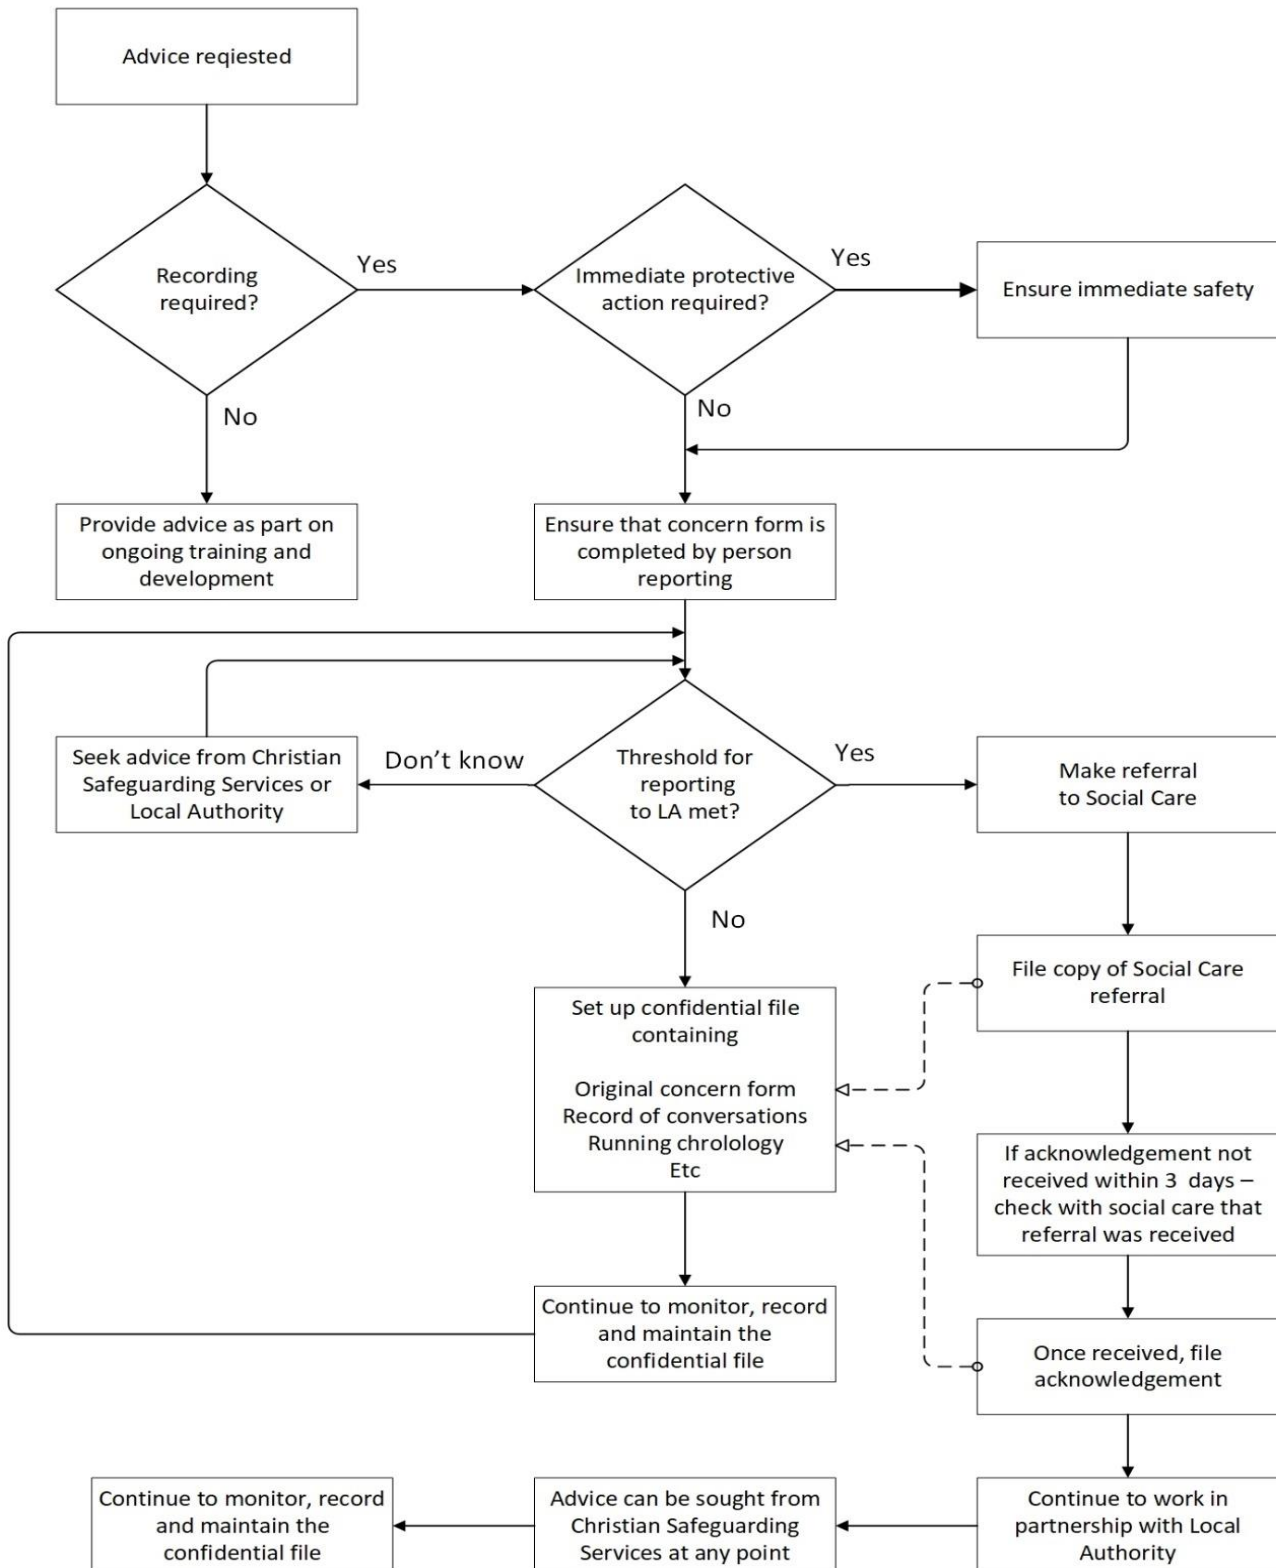 Advice reqiested
Recording
required?
Yes
Immediate protective
action required?
Yes
Ensure immediate safety
No
No
Provide advice as part on
ongoing training and
development
Ensure that concern form is
completed by person
reporting
Seek advice from Christian
Safeguarding Services or
Local Authority
Don’t know
Threshold for
reporting
to LA met?
Yes
Make referral
to Social Care
No
File copy of Social Care
referral
Set up confidential file
containing
Original concern form
Record of conversations
Running chrolology
Etc
If acknowledgement not
received within 3 days –
check with social care that
referral was received
Continue to monitor, record
and maintain the
confidential file
Once received, file
acknowledgement
Continue to monitor, record
and maintain the
confidential file
Advice can be sought from
Christian Safeguarding
Services at any point
Continue to work in
partnership with Local
Authority